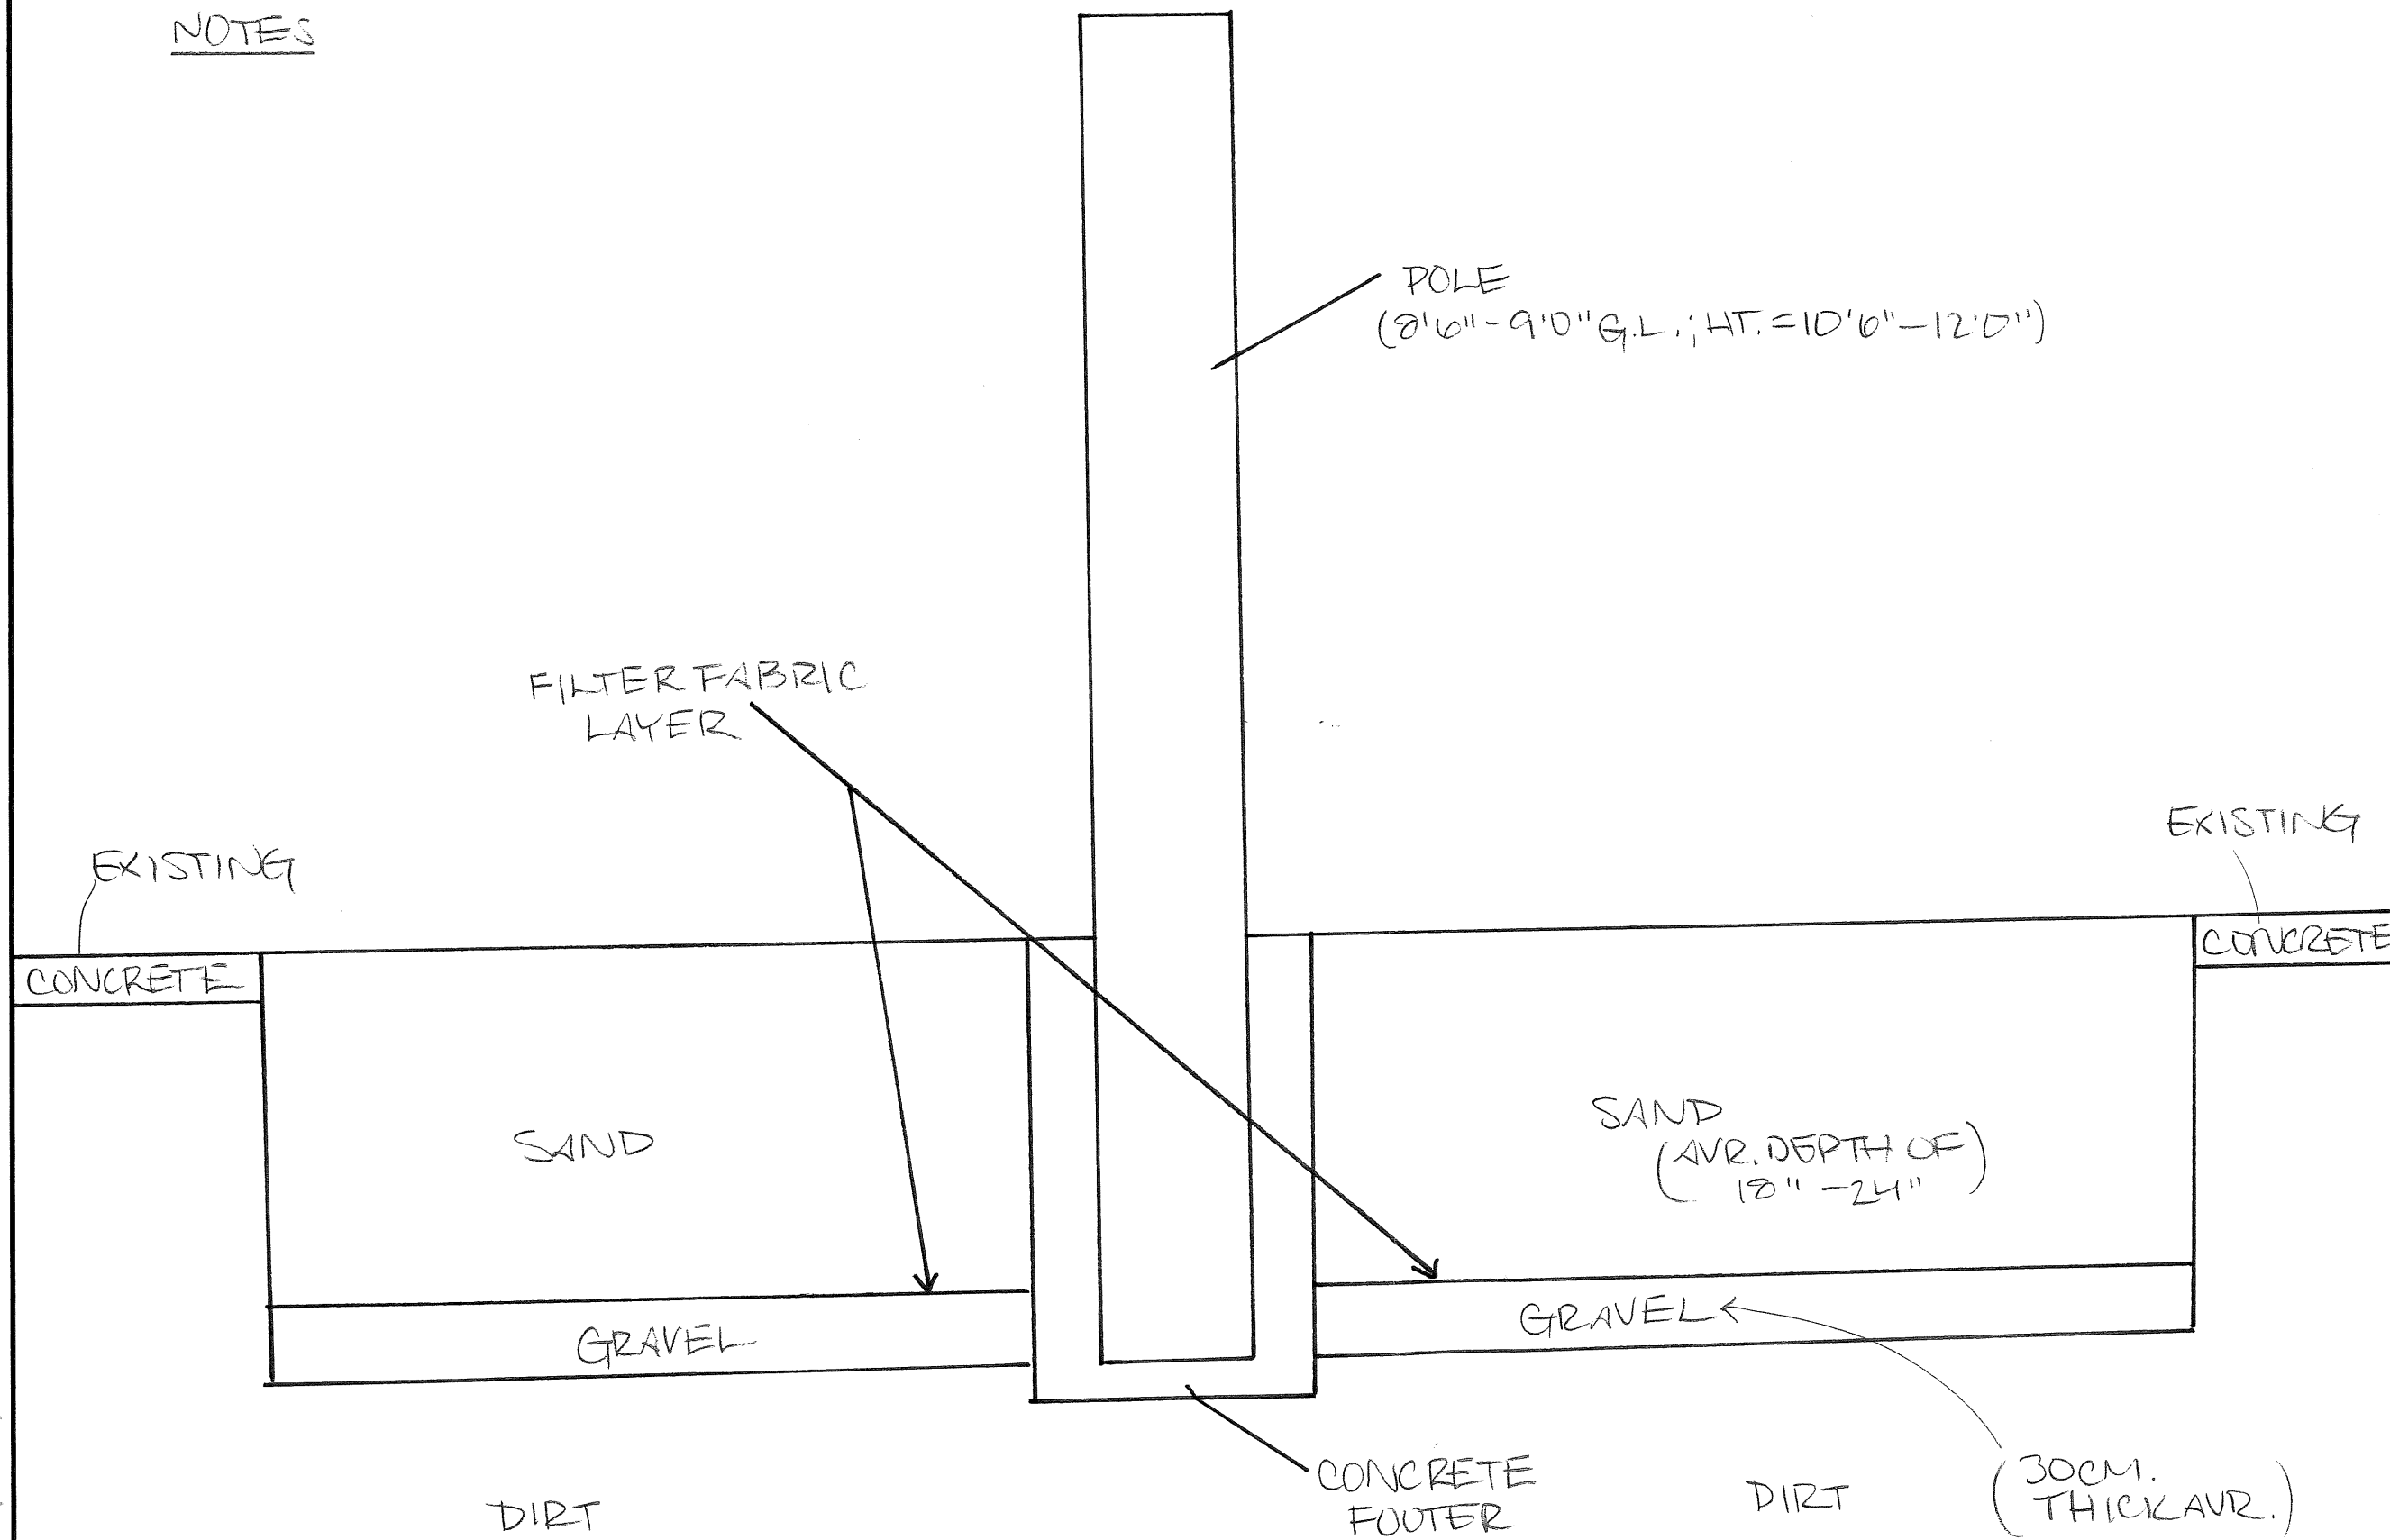 NOTES
POLE
(8'6"-9'0" G.L.; HT. = 10'6"-12'0")
FILTER FABRIC
LAYER
EXISTING
EXISTING
CONCRETE
CONCRETE
SAND
SAND
(AVR. DEPTH OF
18" - 24")
GRAVEL
GRAVEL
CONCRETE
FOOTER
DIRT
DIRT
(30CM.
THICK AVR.)